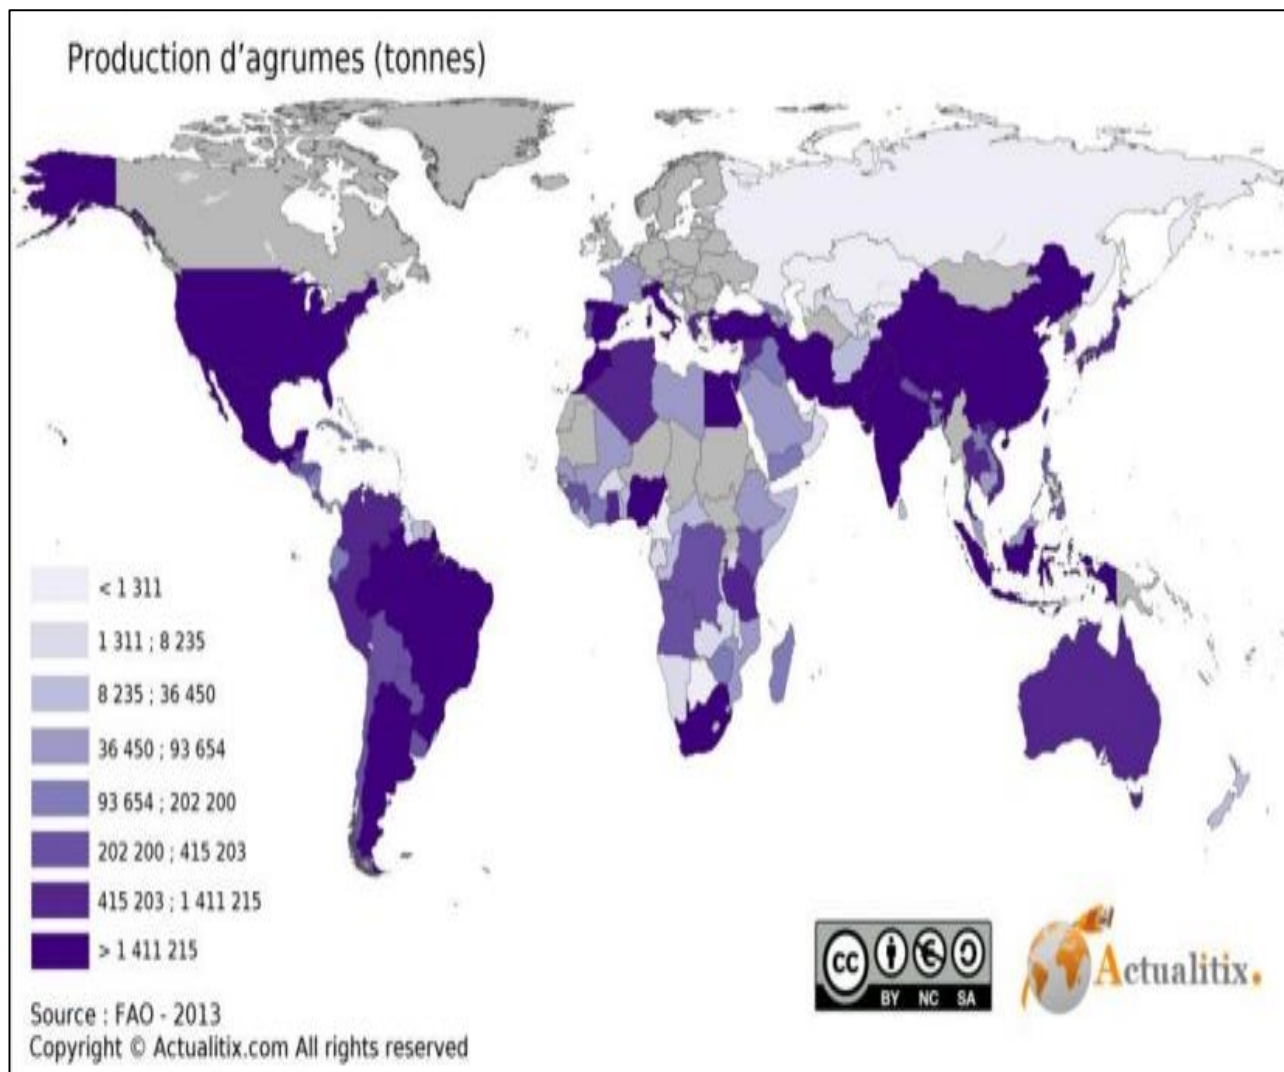 Production d'agrumes (tonnes)
< 1 311
1 311 ; 8 235
8 235 ; 36 450
36 450 ; 93 654
93 654 ; 202 200
202 200 ; 415 203
415 203 ; 1 411 215
> 1 411 215
cc
BY NC SA
Actualitix.
Source : FAO - 2013
Copyright © Actualitix.com All rights reserved